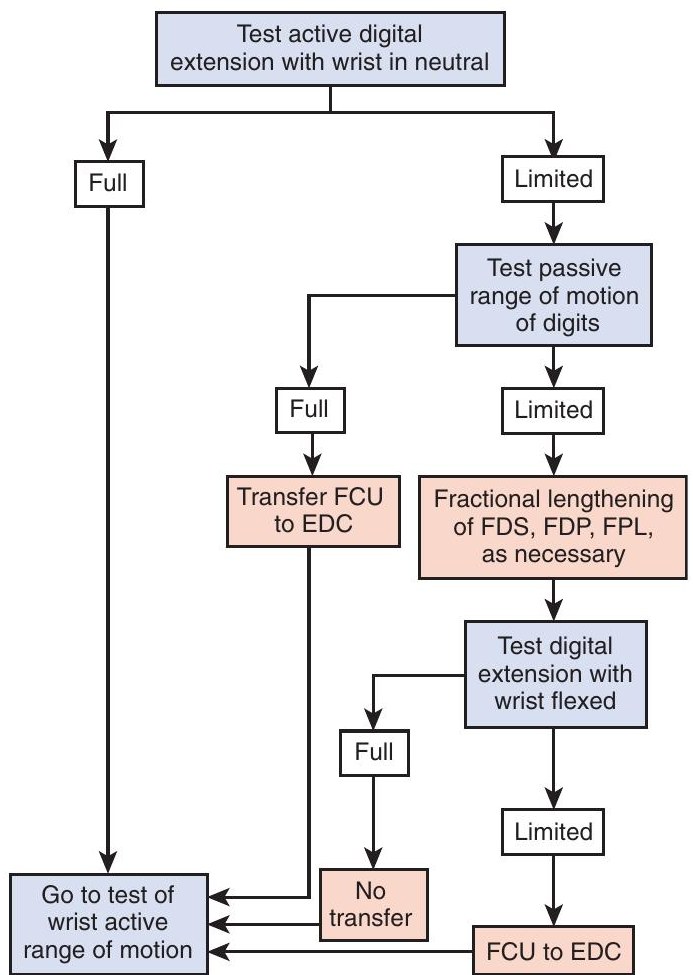 Test active digital
extension with wrist in neutral
Full
Limited
Test passive
range of motion
of digits
Full
Limited
Transfer FCU
to EDC
Fractional lengthening
of FDS, FDP, FPL,
as necessary
Test digital
extension with
wrist flexed
Full
Limited
Go to test of
wrist active
range of motion
No
transfer
FCU to EDC